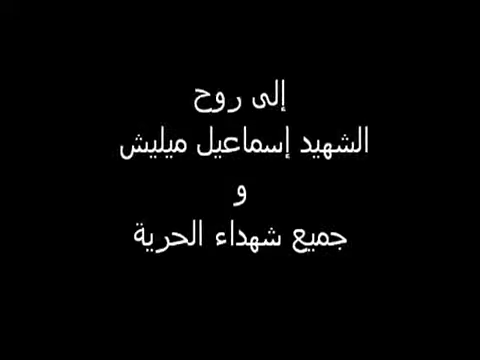 إلى روح
الشهيد إسماعيل ميليش
و
جميع شهداء الحرية